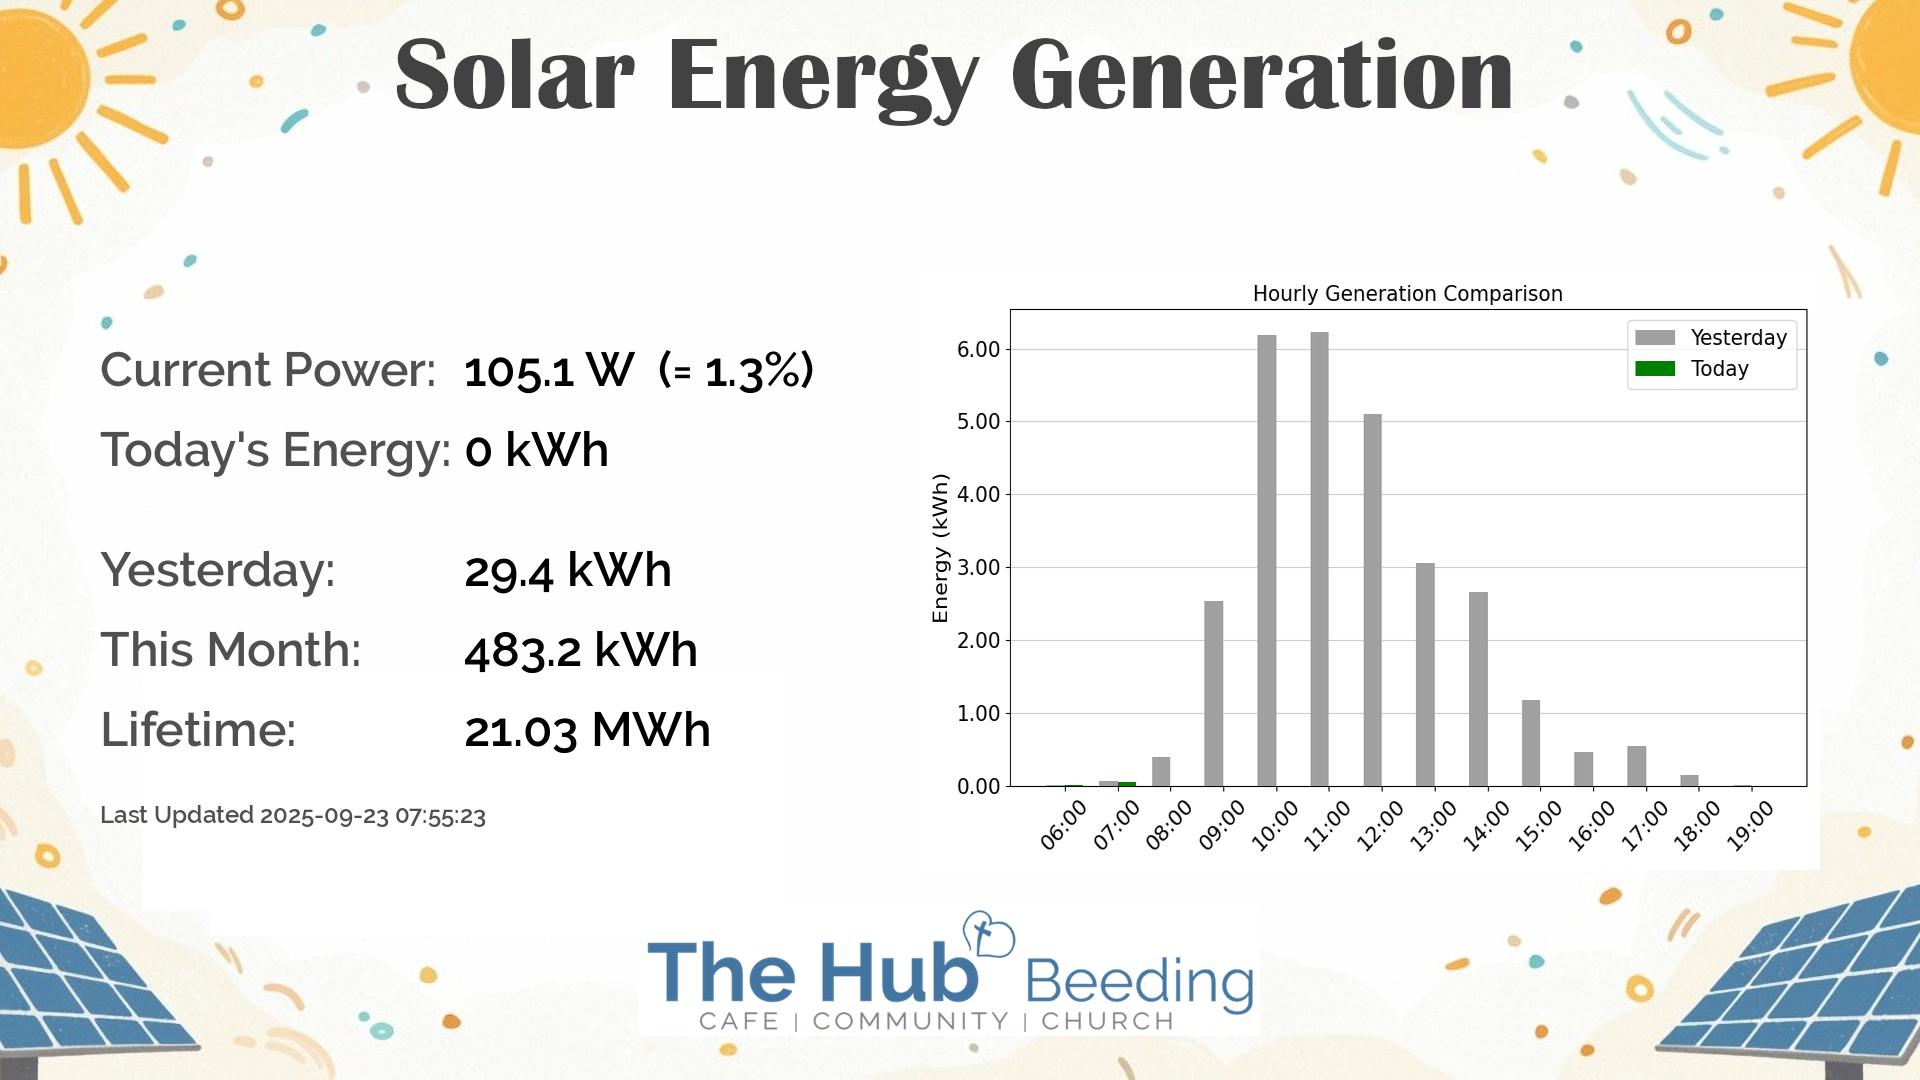 Solar Energy Generation
Current Power: 105.1 W (= 1.3%)
Today's Energy: 0 kWh
Yesterday: 29.4 kWh
This Month: 483.2 kWh
Lifetime: 21.03 MWh
Last Updated 2025-09-23 07:55:23
Hourly Generation Comparison
Yesterday
Today
Energy (kWh)
6.00
5.00
4.00
3.00
2.00
1.00
0.00
06:00 07:00 08:00 09:00 10:00 11:00 12:00 13:00 14:00 15:00 16:00 17:00 18:00 19:00
The Hub Beeding
CAFE | COMMUNITY | CHURCH